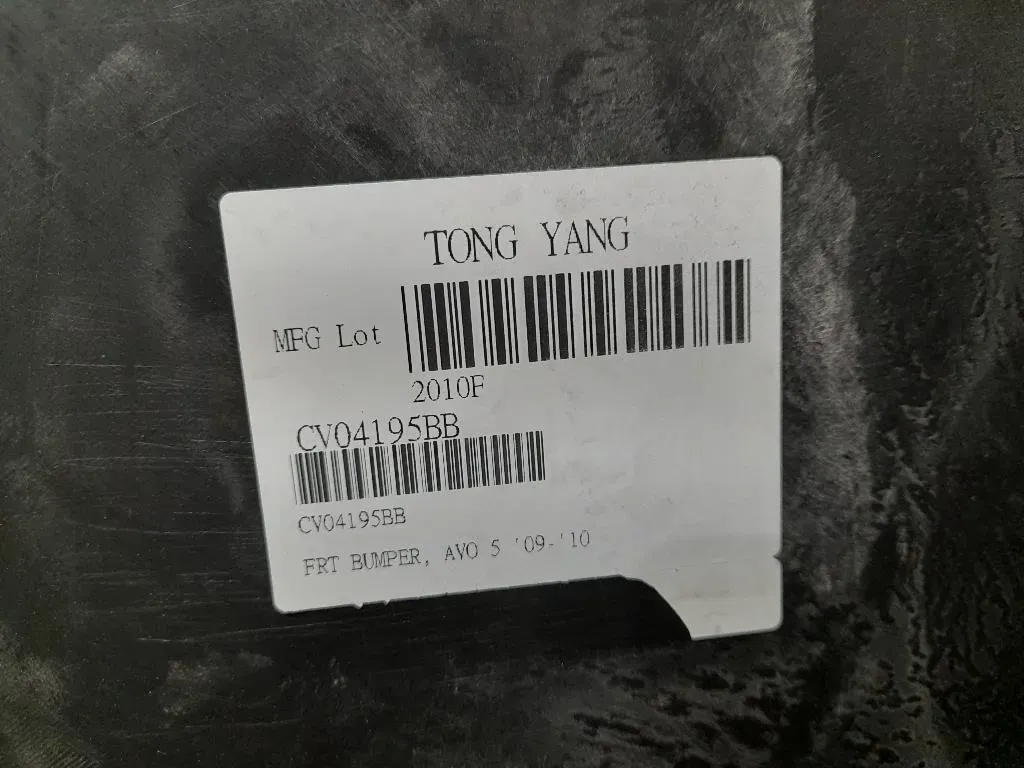 TONG YANG
MFG Lot
2010F
CV04195BB
CV04195BB
FRT BUMPER, AVO 5 '09-'10